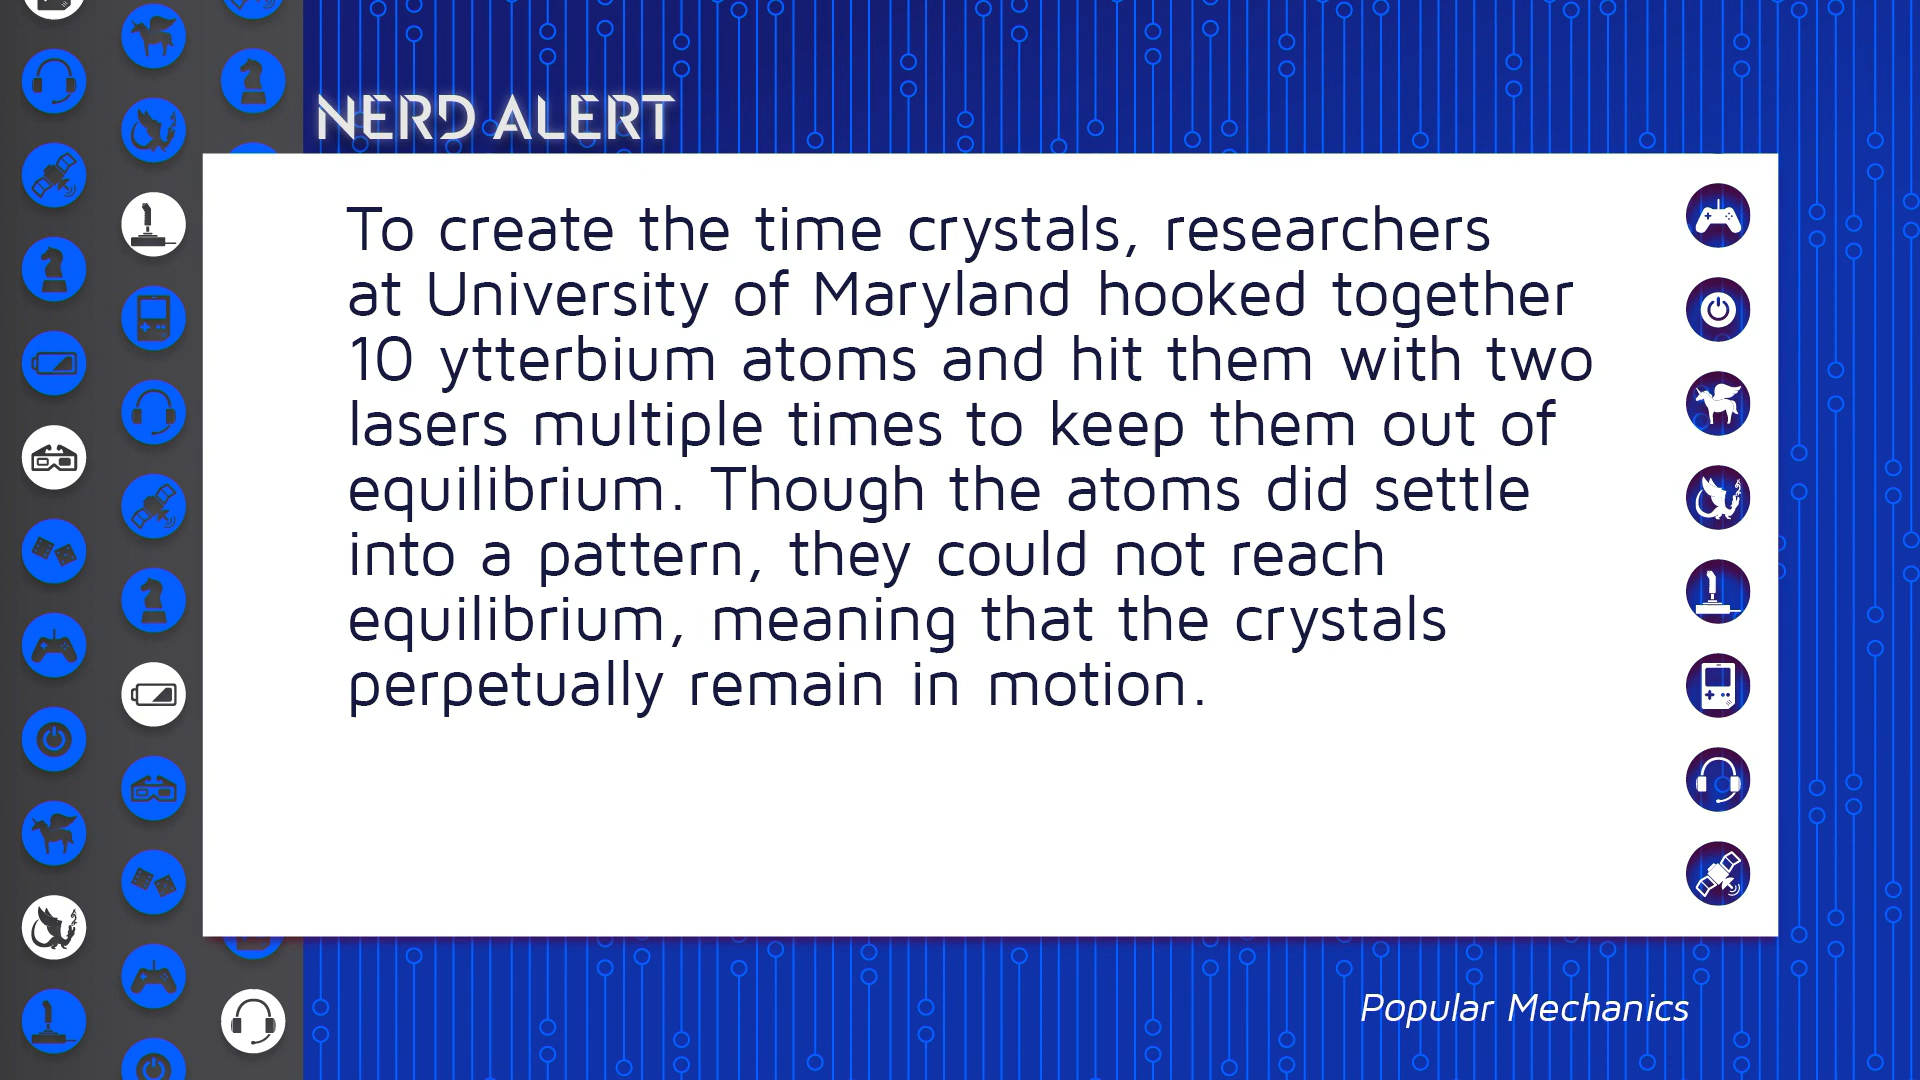 NERD ALERT
To create the time crystals, researchers
at University of Maryland hooked together
10 ytterbium atoms and hit them with two
lasers multiple times to keep them out of
equilibrium. Though the atoms did settle
into a pattern, they could not reach
equilibrium, meaning that the crystals
perpetually remain in motion.
Popular Mechanics